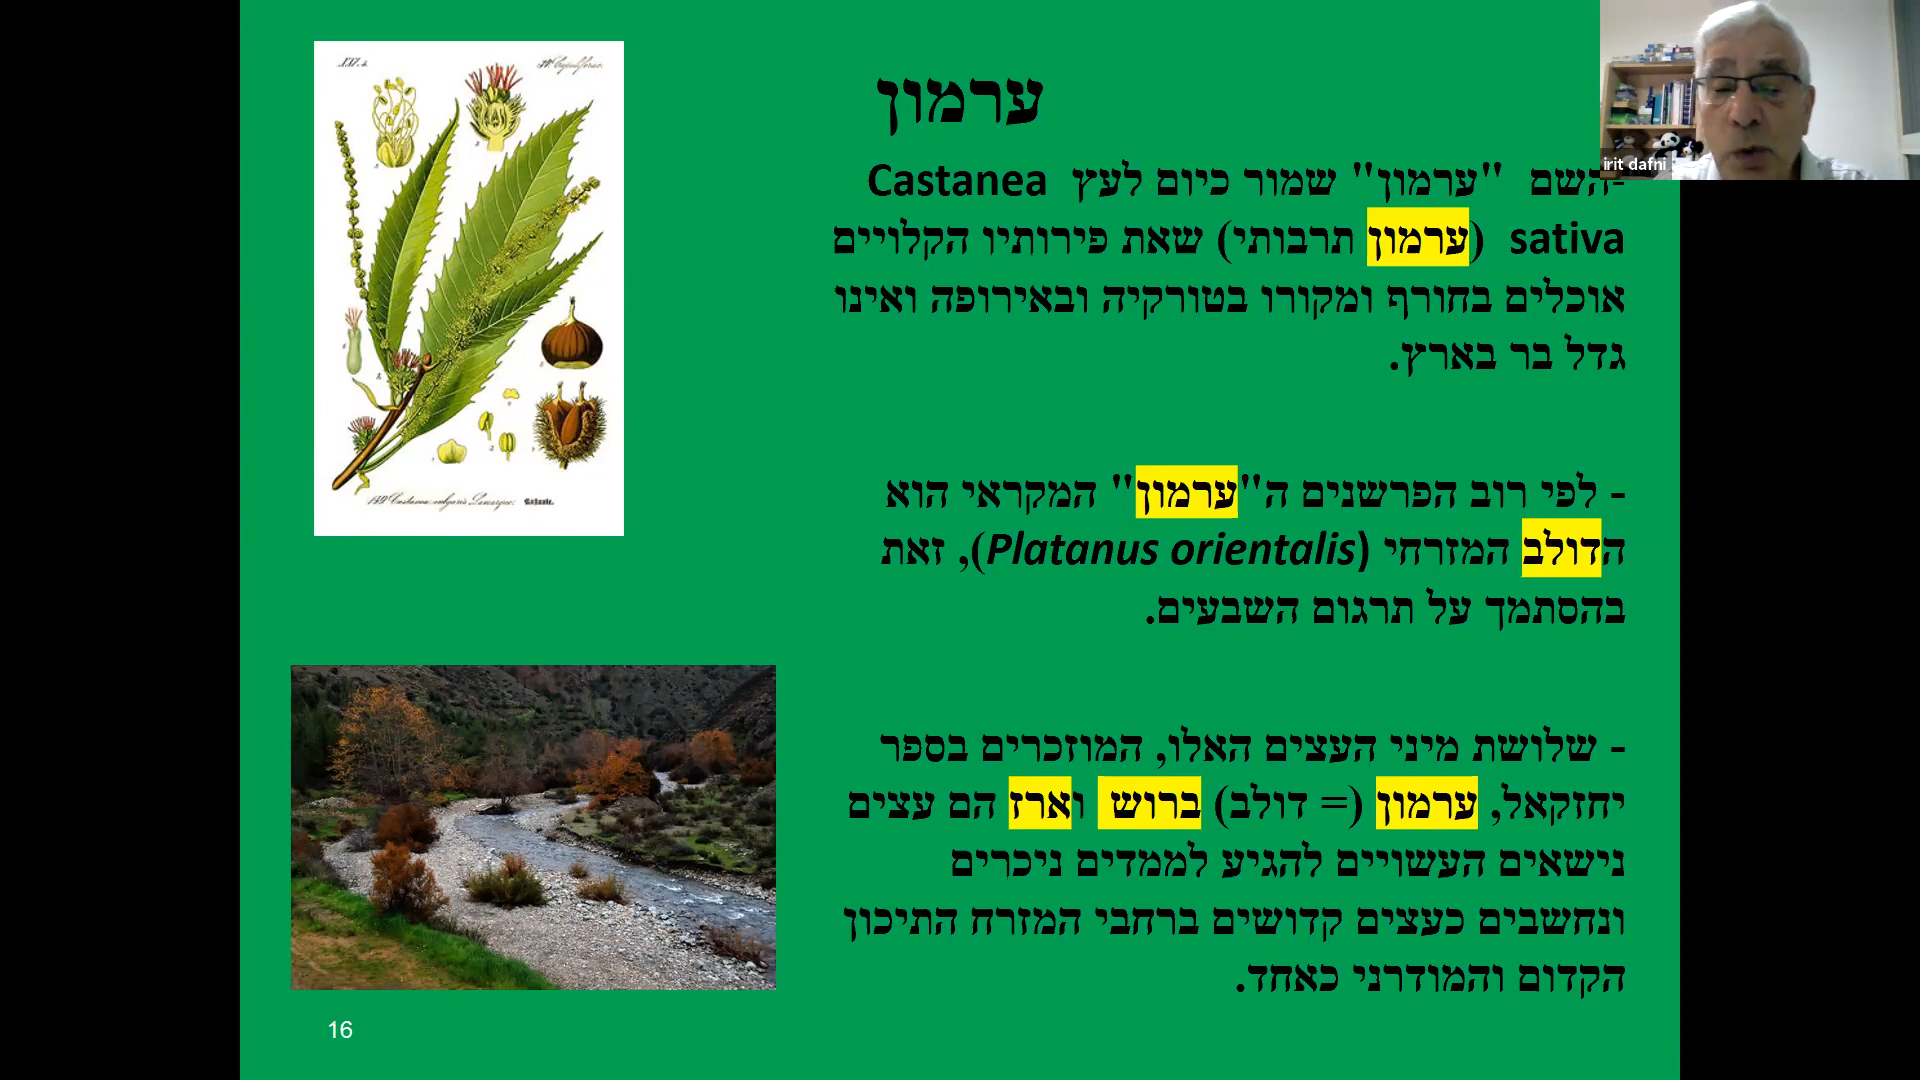 ערמון
-השם "ערמון" שמור כיום לעץ Castanea
sativa (ערמון תרבותי) שאת פירותיו הקלויים
אוכלים בחורף ומקורו בטורקיה ובאירופה ואינו
גדל בר בארץ.
- לפי רוב הפרשנים ה"ערמון" המקראי הוא
הדולב המזרחי (Platanus orientalis), זאת
בהסתמך על תרגום השבעים.
- שלושת מיני העצים האלו, המוזכרים בספר
יחזקאל, ערמון (= דולב) ברוש וארז הם עצים
נישאים העשויים להגיע לממדים ניכרים
ונחשבים כעצים קדושים ברחבי המזרח התיכון
הקדום והמודרני כאחד.
irit dafni
Castanea vulgaris Lamarque.
16